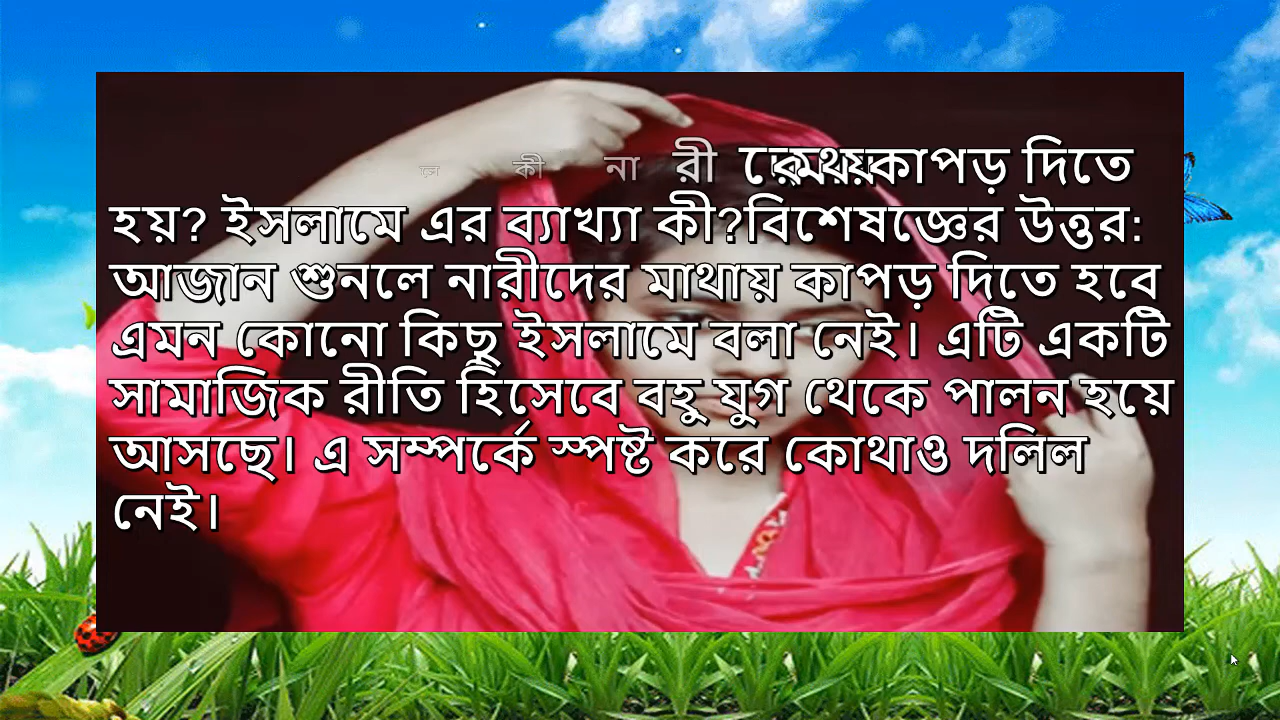 লে কী না রী কাপড় দিতে
হয়? ইসলামে এর ব্যাখ্যা কী?বিশেষজ্ঞের উত্তর:
আজান শুনলে নারীদের মাথায় কাপড় দিতে হবে
এমন কোনো কিছু ইসলামে বলা নেই। এটি একটি
সামাজিক রীতি হিসেবে বহু যুগ থেকে পালন হয়ে
আসছে। এ সম্পর্কে স্পষ্ট করে কোথাও দলিল
নেই।